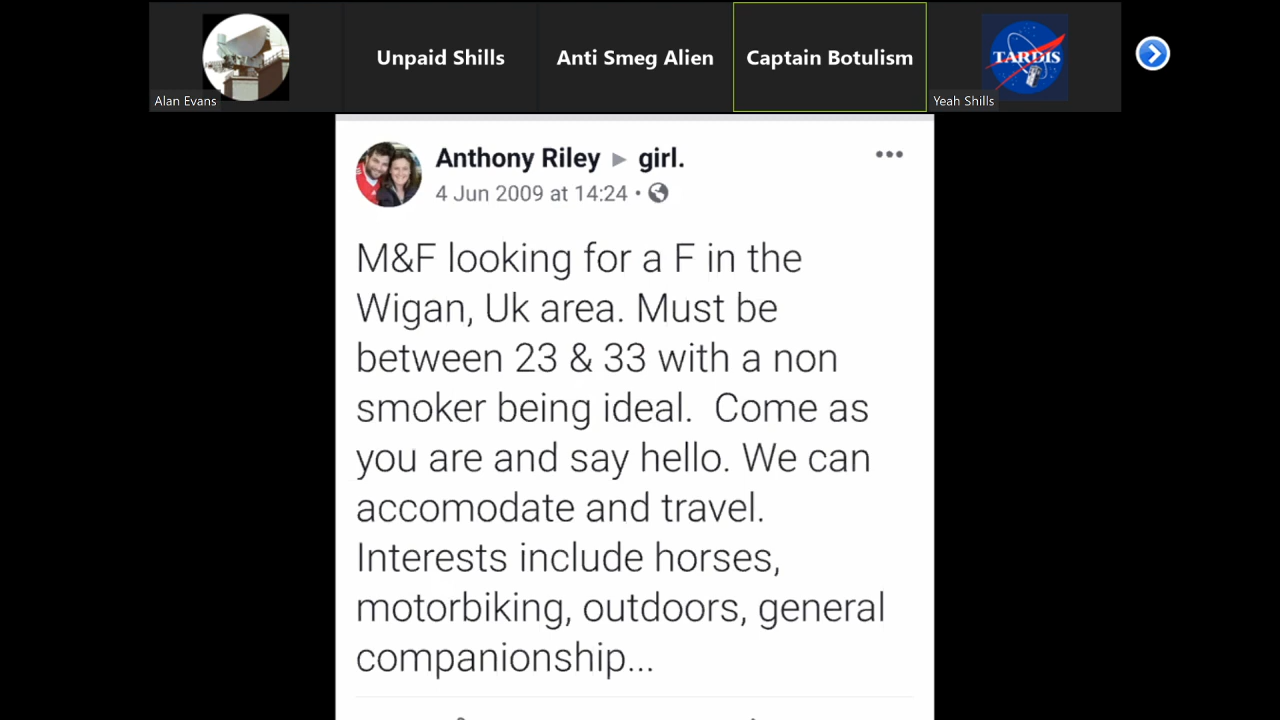 Unpaid Shills
Anti Smeg Alien
Captain Botulism
TARDIS
Alan Evans
Yeah Shills
Anthony Riley ▸ girl.
4 Jun 2009 at 14:24 •
M&F looking for a F in the
Wigan, Uk area. Must be
between 23 & 33 with a non
smoker being ideal.  Come as
you are and say hello. We can
accomodate and travel.
Interests include horses,
motorbiking, outdoors, general
companionship...